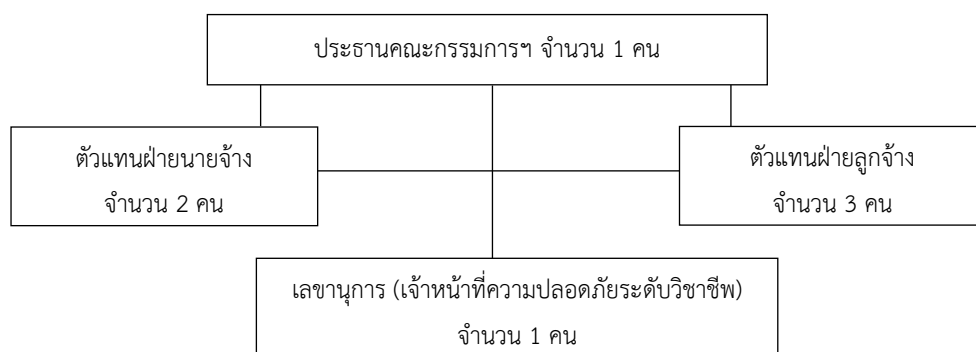 ประธานคณะกรรมการฯ จำนวน 1 คน
ตัวแทนฝ่ายนายจ้าง
จำนวน 2 คน
ตัวแทนฝ่ายลูกจ้าง
จำนวน 3 คน
เลขานุการ (เจ้าหน้าที่ความปลอดภัยระดับวิชาชีพ)
จำนวน 1 คน